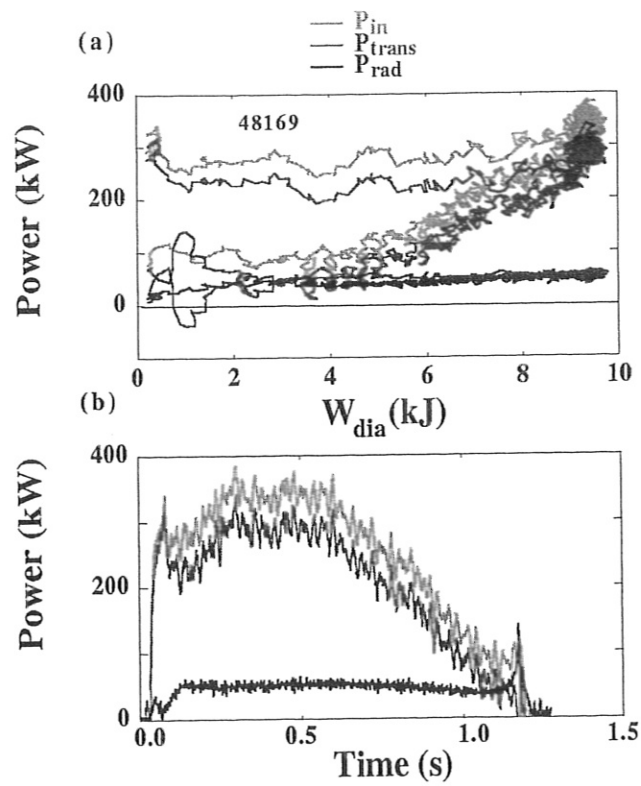 (a)
P_in
P_trans
P_rad
48169
400
200
0
Power (kW)
0 2 4 6 8 10
W_dia (kJ)
(b)
400
200
0
Power (kW)
0.0 0.5 1.0 1.5
Time (s)